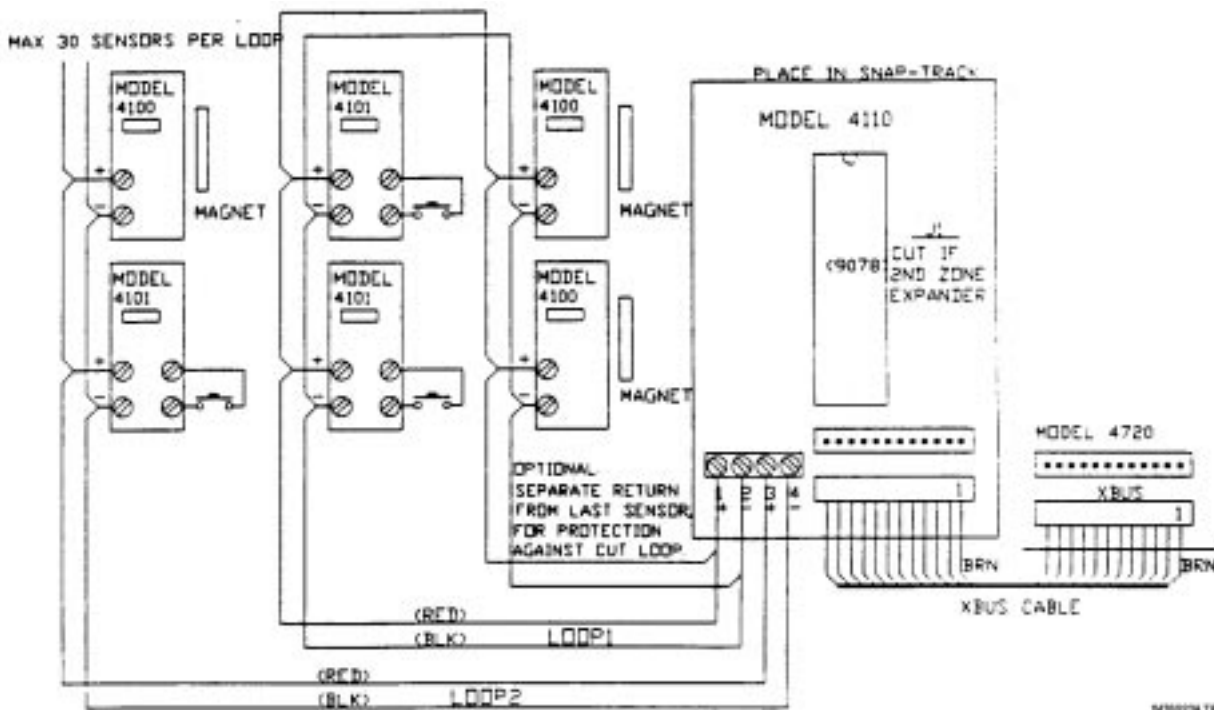 MAX 30 SENSORS PER LOOP
MODEL
4100
+
-
MAGNET
MODEL
4101
+
-
MODEL
4100
+
-
MAGNET
MODEL
4101
+
-
MODEL
4101
+
-
MODEL
4100
+
-
MAGNET
PLACE IN SNAP-TRACK
MODEL 4110
(9078)
J1
CUT IF
2ND ZONE
EXPANDER
OPTIONAL
SEPARATE RETURN
FROM LAST SENSOR,
FOR PROTECTION
AGAINST CUT LOOP
1 2 3 4
+ - + -
1
BRN
MODEL 4720
XBUS
1
BRN
XBUS CABLE
(RED)
(BLK) LOOP1
(RED)
(BLK) LOOP2